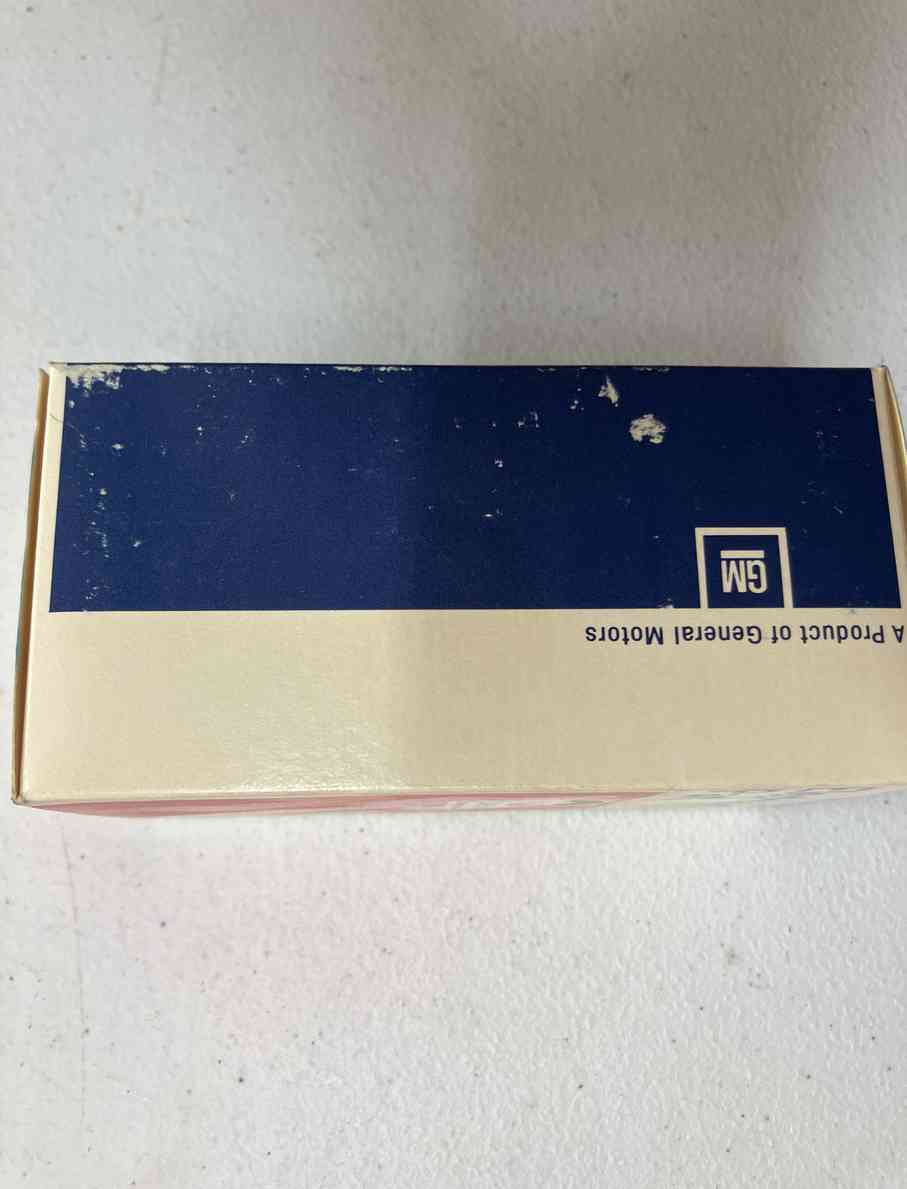 GM
A Product of General Motors